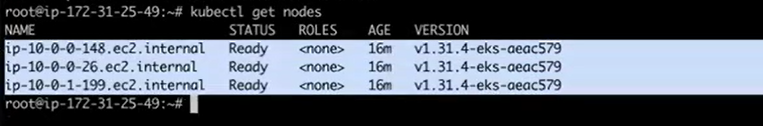 root@ip-172-31-25-49:~# kubectl get nodes
NAME STATUS ROLES AGE VERSION
ip-10-0-0-148.ec2.internal Ready <none> 16m v1.31.4-eks-aeac579
ip-10-0-0-26.ec2.internal Ready <none> 16m v1.31.4-eks-aeac579
ip-10-0-1-199.ec2.internal Ready <none> 16m v1.31.4-eks-aeac579
root@ip-172-31-25-49:~#